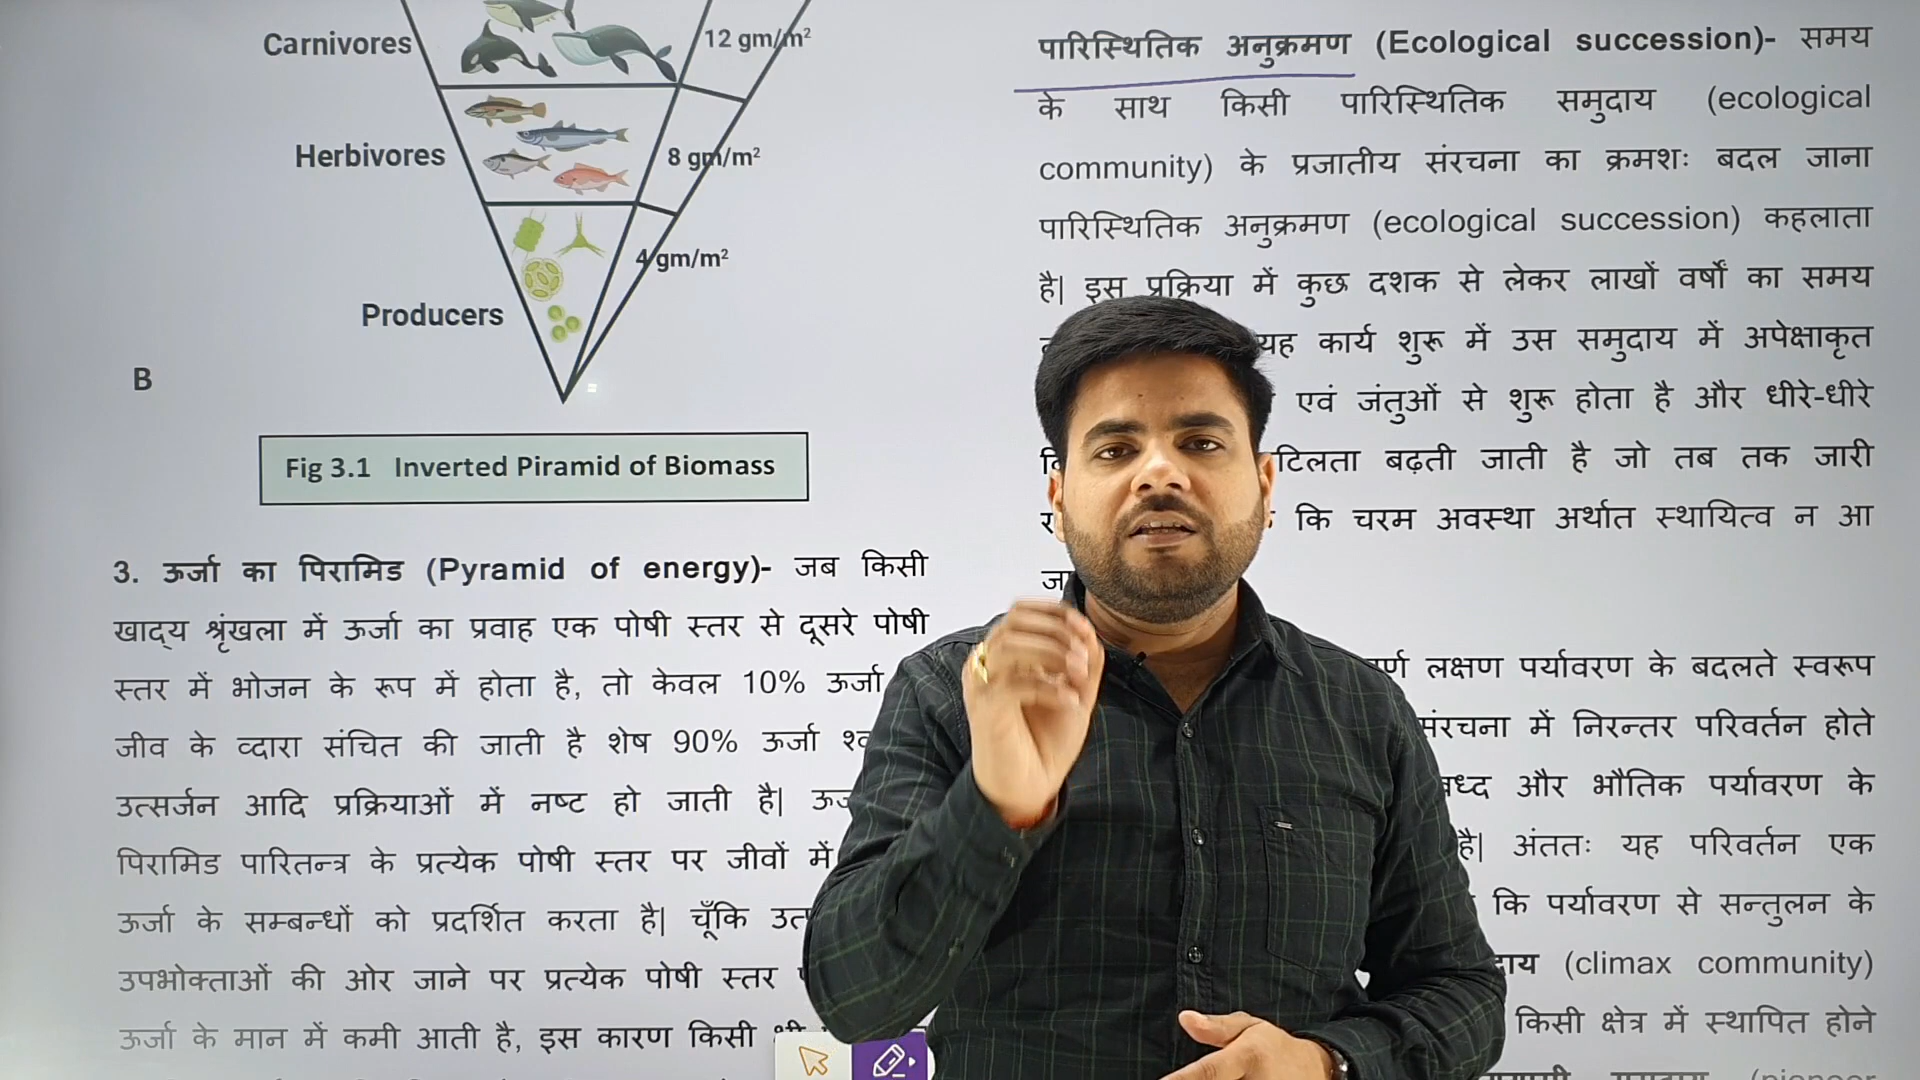 Carnivores
12 gm/m²
Herbivores
8 gm/m²
4 gm/m²
Producers
B
Fig 3.1 Inverted Piramid of Biomass
3. ऊर्जा का पिरामिड (Pyramid of energy)- जब किसी
खाद्य श्रृंखला में ऊर्जा का प्रवाह एक पोषी स्तर से दूसरे पोषी
स्तर में भोजन के रूप में होता है, तो केवल 10% ऊर्जा
जीव के व्दारा संचित की जाती है शेष 90% ऊर्जा
उत्सर्जन आदि प्रक्रियाओं में नष्ट हो जाती है|
पिरामिड पारितन्त्र के प्रत्येक पोषी स्तर पर जीवों में
ऊर्जा के सम्बन्धों को प्रदर्शित करता है| चूँकि
उपभोक्ताओं की ओर जाने पर प्रत्येक पोषी स्तर
ऊर्जा के मान में कमी आती है, इस कारण किसी
पारिस्थितिक अनुक्रमण (Ecological succession)- समय
के साथ किसी पारिस्थितिक समुदाय (ecological
community) के प्रजातीय संरचना का क्रमशः बदल जाना
पारिस्थितिक अनुक्रमण (ecological succession) कहलाता
है| इस प्रक्रिया में कुछ दशक से लेकर लाखों वर्षों का समय
यह कार्य शुरू में उस समुदाय में अपेक्षाकृत
एवं जंतुओं से शुरू होता है और धीरे-धीरे
बढ़ती जाती है जो तब तक जारी
कि चरम अवस्था अर्थात स्थायित्व न आ
लक्षण पर्यावरण के बदलते स्वरूप
में निरन्तर परिवर्तन होते
और भौतिक पर्यावरण के
है| अंततः यह परिवर्तन एक
कि पर्यावरण से सन्तुलन के
(climax community)
किसी क्षेत्र में स्थापित होने